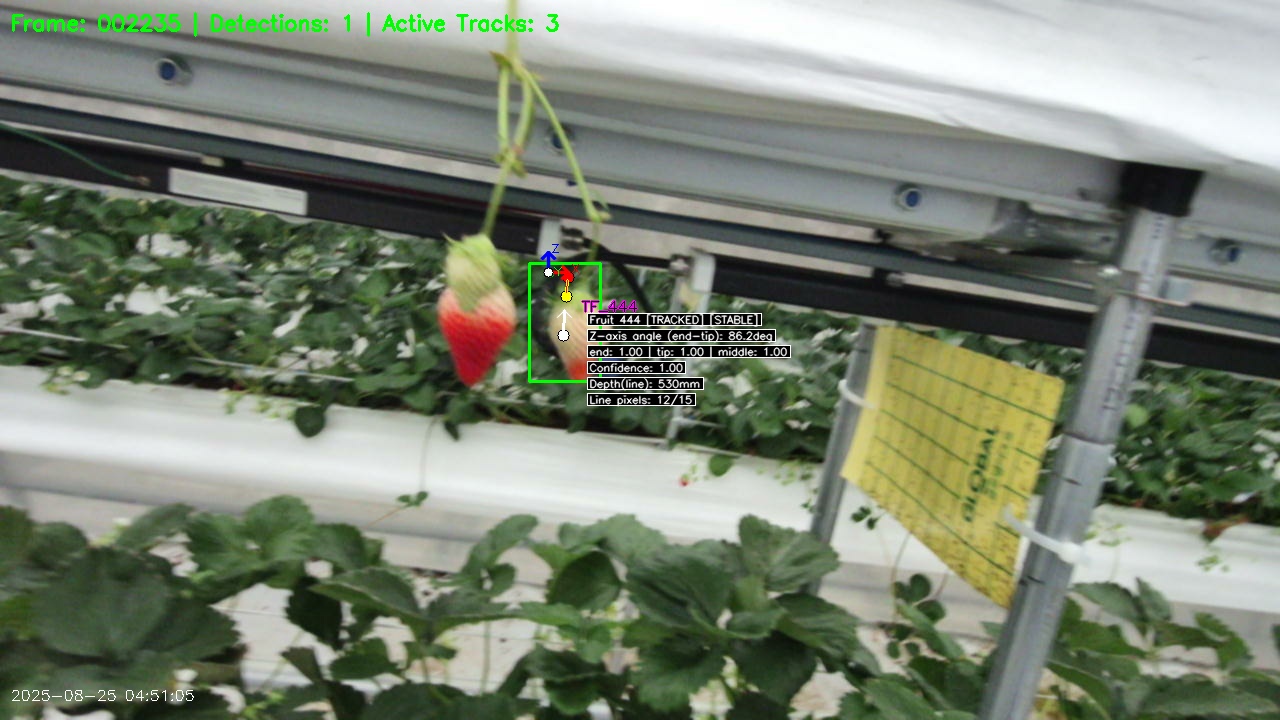 Frame: 002235 | Detections: 1 | Active Tracks: 3
Z
TF_444
Fruit 444 [TRACKED] [STABLE]
Z-axis angle (end-tip): 86.2deg
end: 1.00 | tip: 1.00 | middle: 1.00
Confidence: 1.00
Depth(line): 530mm
Line pixels: 12/15
GLOBAL
2025-08-25 04:51:05